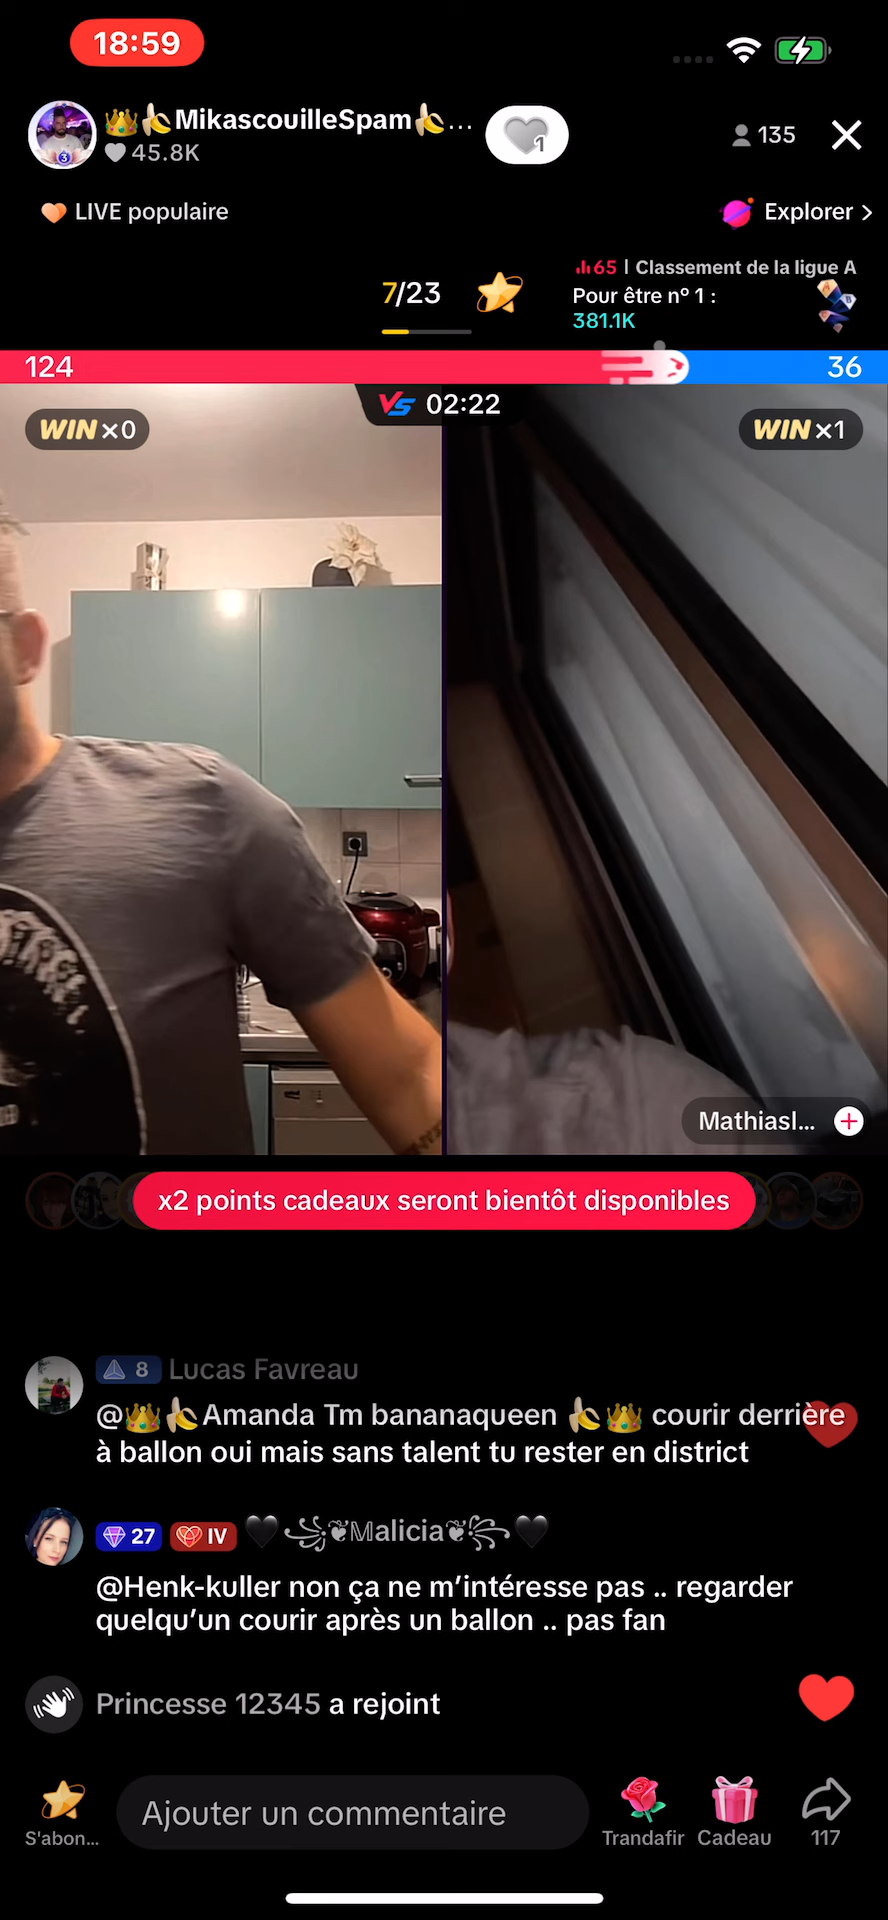 18:59
👑🍌MikascouilleSpam🍌...
45.8K
1
135
LIVE populaire
Explorer >
7/23
65 | Classement de la ligue A
Pour être nº 1 :
381.1K
124
36
VS 02:22
WIN x0
WIN x1
Mathiasl...
x2 points cadeaux seront bientôt disponibles
8 Lucas Favreau
@👑🍌Amanda Tm bananaqueen 🍌👑 courir derrière
à ballon oui mais sans talent tu rester en district
27 IV 🖤꧁❦𝕄alicia❦꧂🖤
@Henk-kuller non ça ne m’intéresse pas .. regarder
quelqu’un courir après un ballon .. pas fan
Princesse 12345 a rejoint
Ajouter un commentaire
S'abon...
Trandafir
Cadeau
117